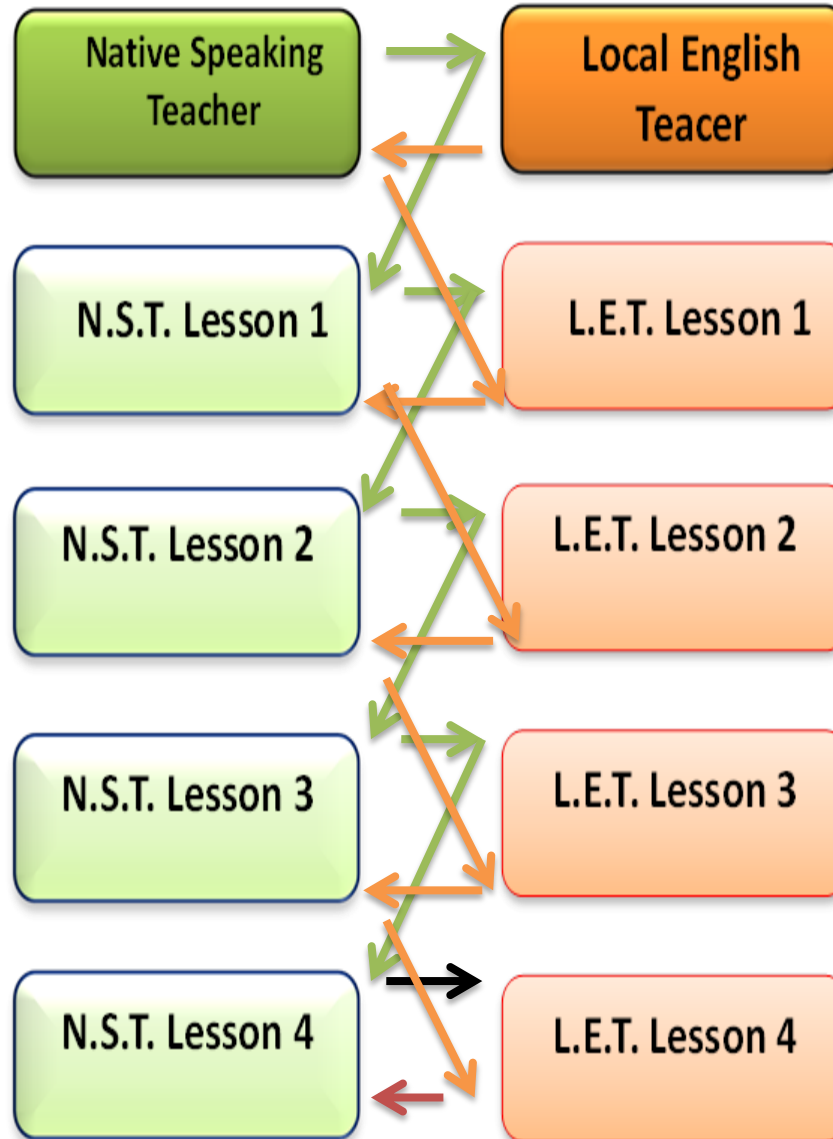 Native Speaking
Teacher
Local English
Teacer
N.S.T. Lesson 1
L.E.T. Lesson 1
N.S.T. Lesson 2
L.E.T. Lesson 2
N.S.T. Lesson 3
L.E.T. Lesson 3
N.S.T. Lesson 4
L.E.T. Lesson 4